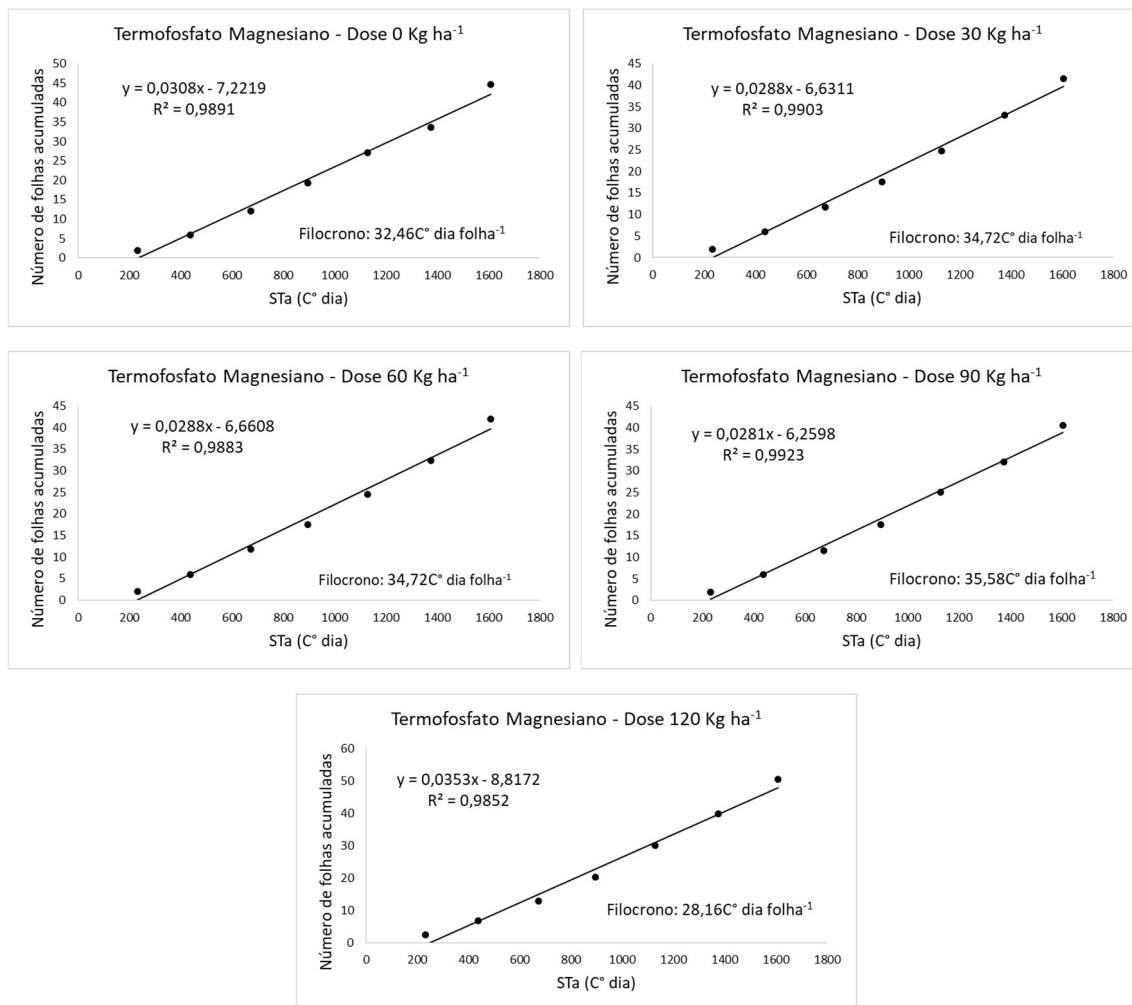 Termofosfato Magnesiano - Dose 0 Kg ha⁻¹
Número de folhas acumuladas
50
45
40
35
30
25
20
15
10
5
0
y = 0,0308x - 7,2219
R² = 0,9891
Filocrono: 32,46C° dia folha⁻¹
0 200 400 600 800 1000 1200 1400 1600 1800
STa (C° dia)
Termofosfato Magnesiano - Dose 30 Kg ha⁻¹
Número de folhas acumuladas
45
40
35
30
25
20
15
10
5
0
y = 0,0288x - 6,6311
R² = 0,9903
Filocrono: 34,72C° dia folha⁻¹
0 200 400 600 800 1000 1200 1400 1600 1800
STa (C° dia)
Termofosfato Magnesiano - Dose 60 Kg ha⁻¹
Número de folhas acumuladas
45
40
35
30
25
20
15
10
5
0
y = 0,0288x - 6,6608
R² = 0,9883
Filocrono: 34,72C° dia folha⁻¹
0 200 400 600 800 1000 1200 1400 1600 1800
STa (C° dia)
Termofosfato Magnesiano - Dose 90 Kg ha⁻¹
Número de folhas acumuladas
45
40
35
30
25
20
15
10
5
0
y = 0,0281x - 6,2598
R² = 0,9923
Filocrono: 35,58C° dia folha⁻¹
0 200 400 600 800 1000 1200 1400 1600 1800
STa (C° dia)
Termofosfato Magnesiano - Dose 120 Kg ha⁻¹
Número de folhas acumuladas
60
50
40
30
20
10
0
y = 0,0353x - 8,8172
R² = 0,9852
Filocrono: 28,16C° dia folha⁻¹
0 200 400 600 800 1000 1200 1400 1600 1800
STa (C° dia)